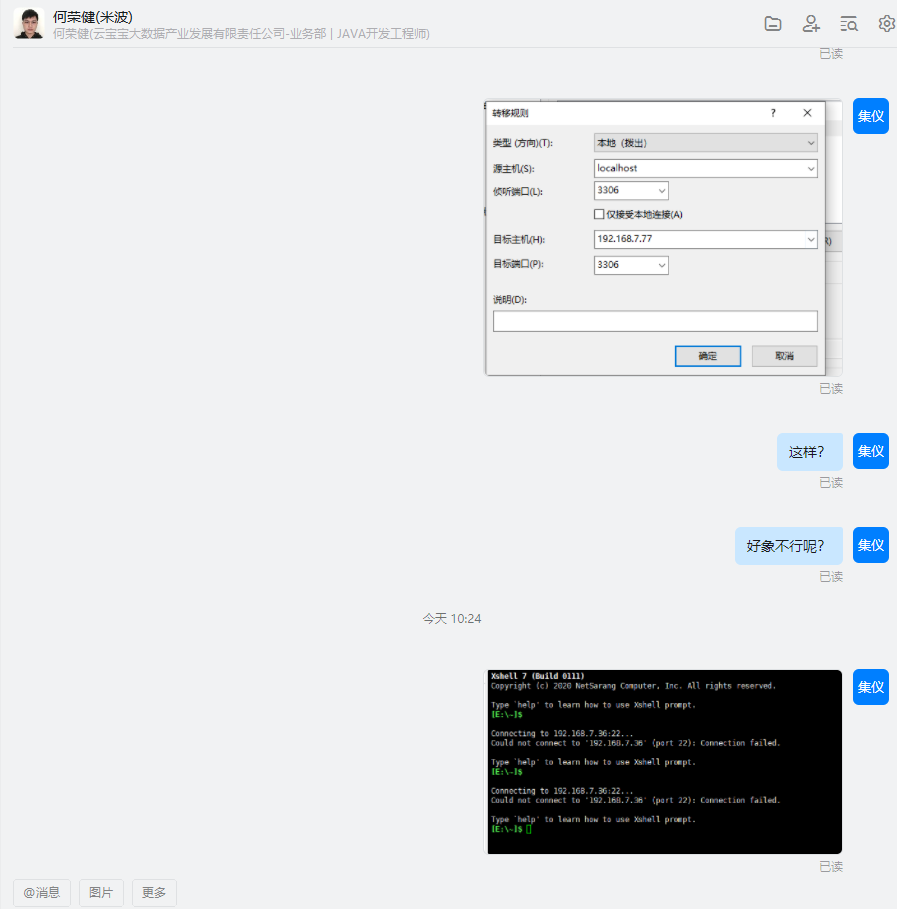 何荣健(米波)
何荣健(云宝宝大数据产业发展有限责任公司-业务部 | JAVA开发工程师)
已读
集仪
转移规则
? ×
类型 (方向)(T):
本地（拨出）
源主机(S):
localhost
侦听端口(L):
3306
仅接受本地连接(A)
目标主机(H):
192.168.7.77
R)
目标端口(P):
3306
说明(D):
确定
取消
已读
这样?
集仪
已读
好象不行呢?
集仪
已读
今天 10:24
集仪
Xshell 7 (Build 0111)
Copyright (c) 2020 NetSarang Computer, Inc. All rights reserved.
Type `help' to learn how to use Xshell prompt.
[E:\~]$
Connecting to 192.168.7.36:22...
Could not connect to '192.168.7.36' (port 22): Connection failed.
Type `help' to learn how to use Xshell prompt.
[E:\~]$
Connecting to 192.168.7.36:22...
Could not connect to '192.168.7.36' (port 22): Connection failed.
Type `help' to learn how to use Xshell prompt.
[E:\~]$
已读
@消息
图片
更多